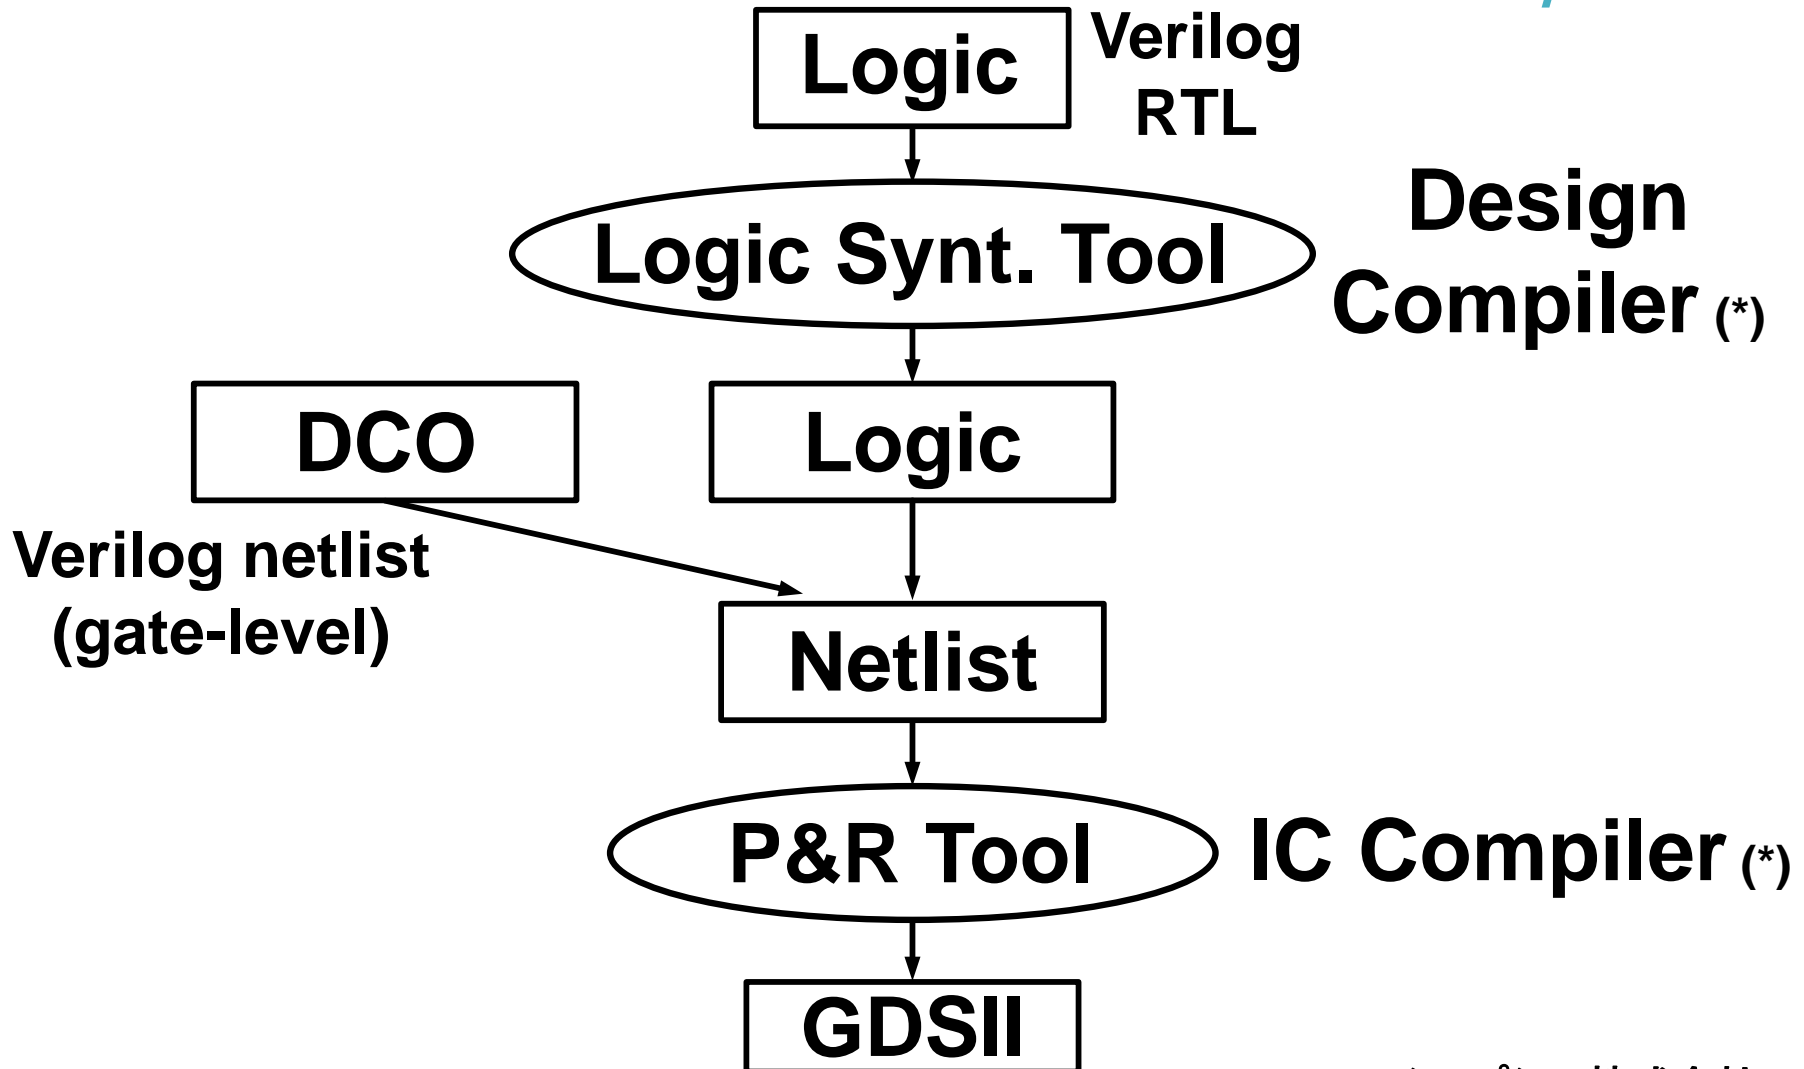 Logic
Verilog
RTL
Logic Synt. Tool
Design
Compiler (*)
DCO
Logic
Verilog netlist
(gate-level)
Netlist
P&R Tool
IC Compiler (*)
GDSII